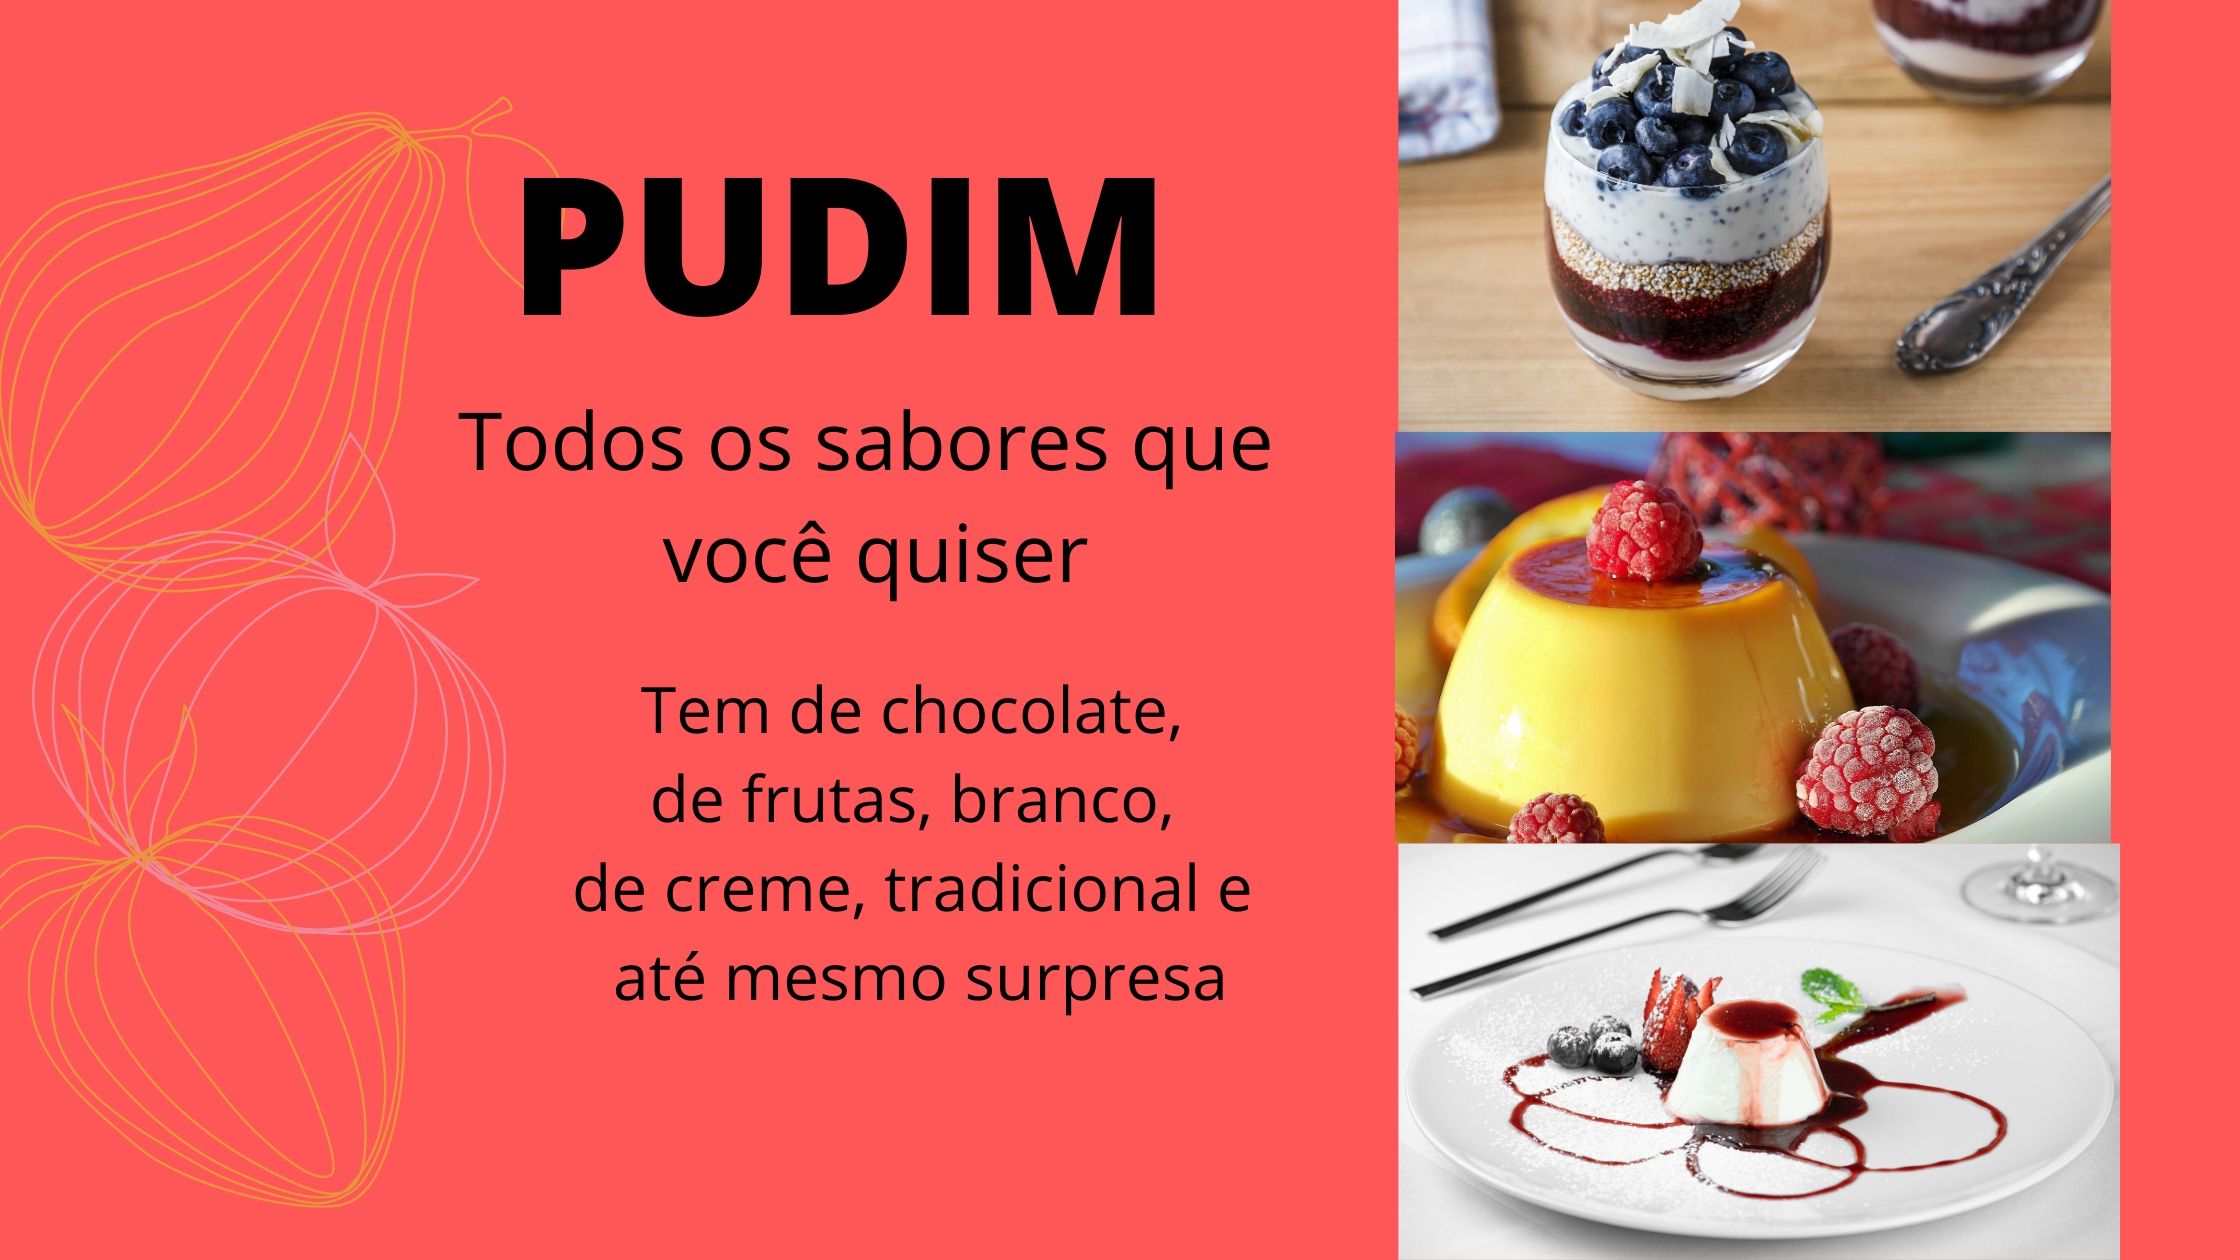 PUDIM
Todos os sabores que
você quiser
Tem de chocolate,
de frutas, branco,
de creme, tradicional e
até mesmo surpresa